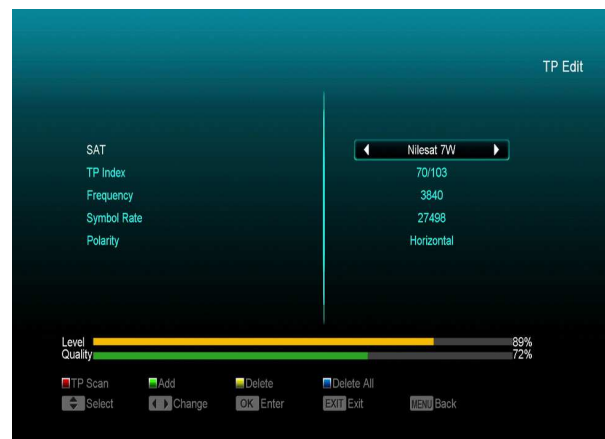 TP Edit
SAT Nilesat 7W
TP Index 70/103
Frequency 3840
Symbol Rate 27498
Polarity Horizontal
Level 89%
Quality 72%
TP Scan Add Delete Delete All
Select Change OK Enter EXIT Exit MENU Back